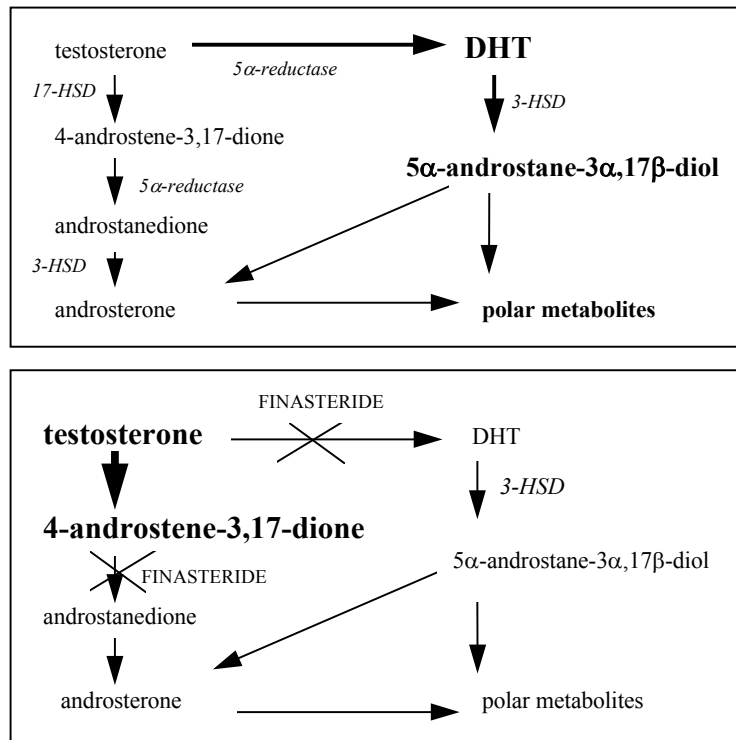 testosterone
DHT
5α-reductase
17-HSD
3-HSD
4-androstene-3,17-dione
5α-androstane-3α,17β-diol
5α-reductase
androstanedione
3-HSD
androsterone
polar metabolites
FINASTERIDE
testosterone
DHT
3-HSD
4-androstene-3,17-dione
5α-androstane-3α,17β-diol
FINASTERIDE
androstanedione
androsterone
polar metabolites